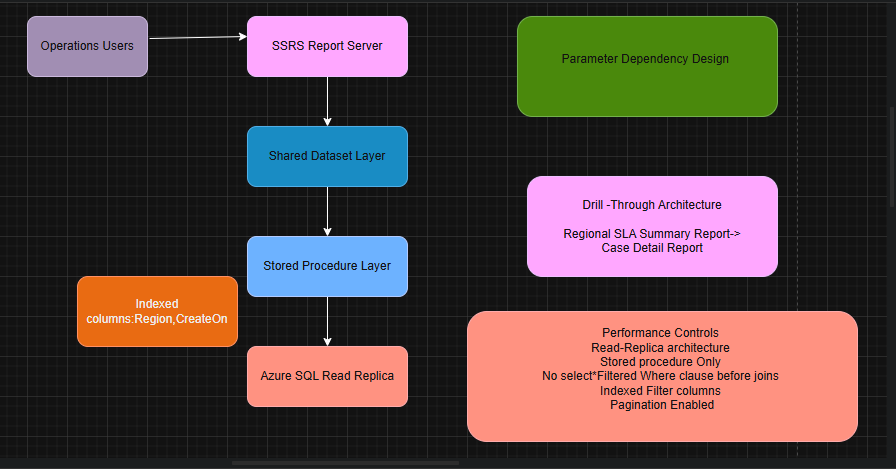 Operations Users
SSRS Report Server
Shared Dataset Layer
Stored Procedure Layer
Indexed
columns:Region,CreateOn
Azure SQL Read Replica
Parameter Dependency Design
Drill -Through Architecture
Regional SLA Summary Report->
Case Detail Report
Performance Controls
Read-Replica architecture
Stored procedure Only
No select*Filtered Where clause before joins
Indexed Filter columns
Pagination Enabled